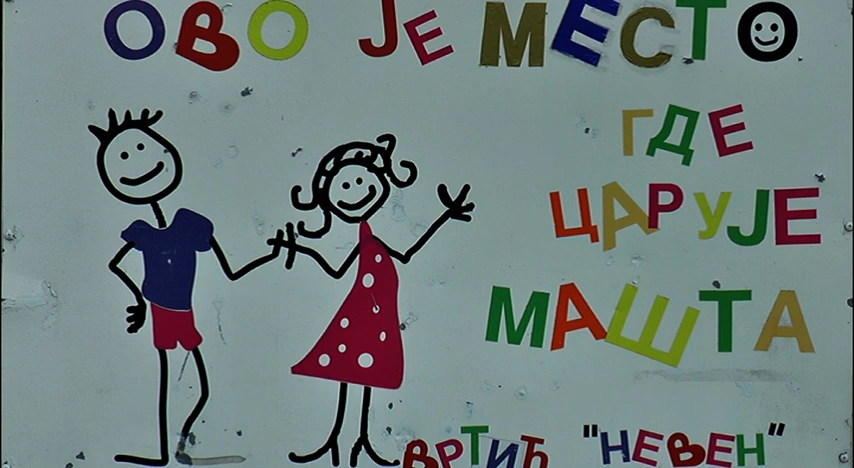 ОВО ЈЕ МЕСТО
ГДЕ
ЦАРУЈЕ
МАШТА
ВРТИЋ "НЕВЕН"